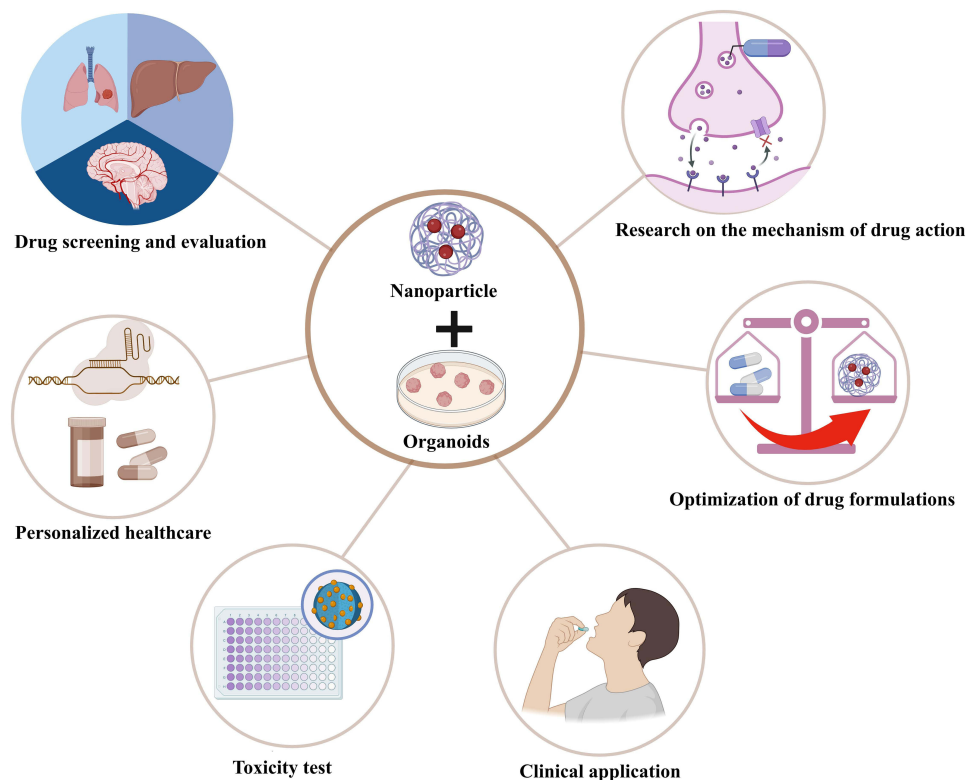 Drug screening and evaluation
Research on the mechanism of drug action
Nanoparticle
+
Organoids
Personalized healthcare
Optimization of drug formulations
Toxicity test
Clinical application